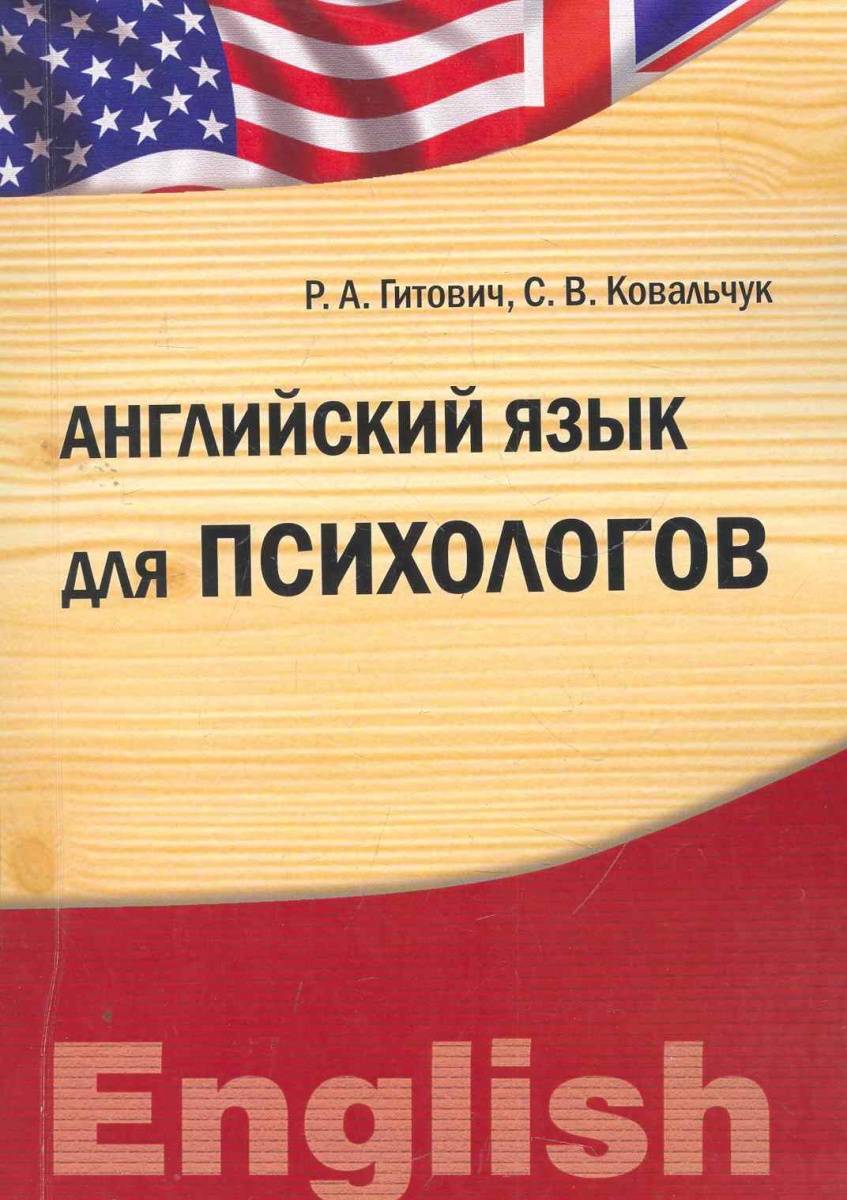 Р. А. Гитович, С. В. Ковальчук
АНГЛИЙСКИЙ ЯЗЫК
для ПСИХОЛОГОВ
English